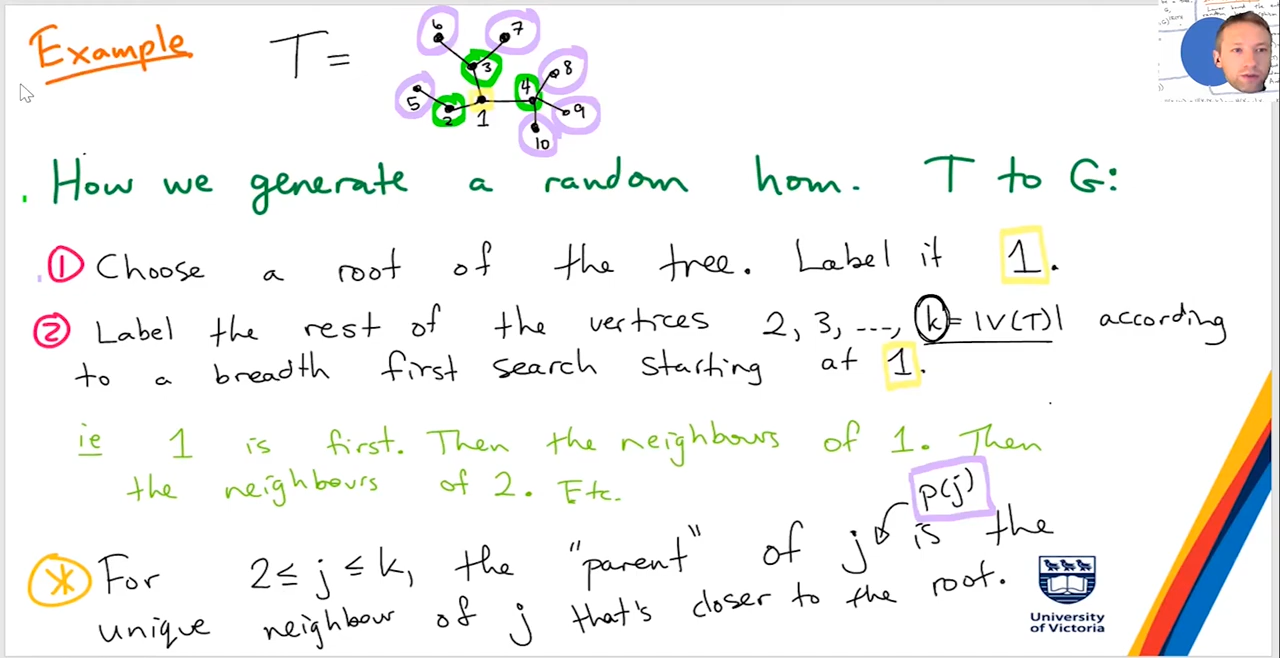 Example T =
6 7
3
8
4
5
9
2 1
10
How we generate a random hom. T to G:
① Choose a root of the tree. Label it 1.
② Label the rest of the vertices 2, 3, ..., k = |V(T)| according
to a breadth first search starting at 1.
ie 1 is first. Then the neighbours of 1. Then
the neighbours of 2. Etc.
p(j)
* For 2 ≤ j ≤ k, the "parent" of j is the
unique neighbour of j that's closer to the root.
University
of Victoria